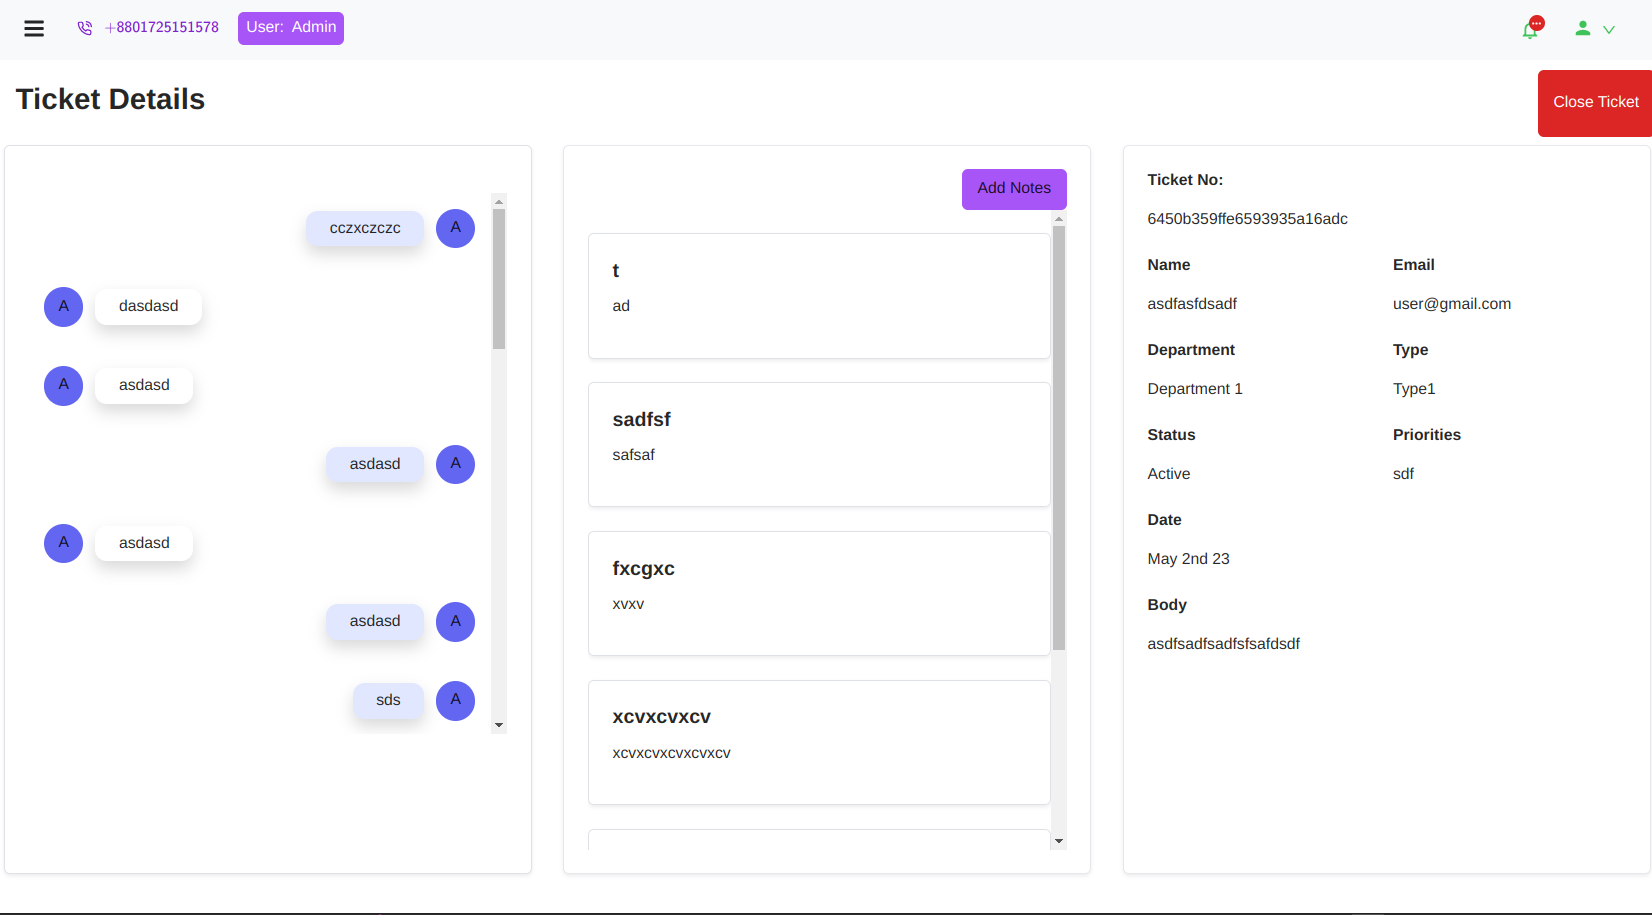 +8801725151578 User: Admin
Ticket Details
Close Ticket
cczxczczc A
A dasdasd
A asdasd
asdasd A
A asdasd
asdasd A
sds A
Add Notes
t
ad
sadfsf
safsaf
fxcgxc
xvxv
xcvxcvxcv
xcvxcvxcvxcvxcv
Ticket No:
6450b359ffe6593935a16adc
Name Email
asdfasfdsadf user@gmail.com
Department Type
Department 1 Type1
Status Priorities
Active sdf
Date
May 2nd 23
Body
asdfsadfsadfsfsafdsdf